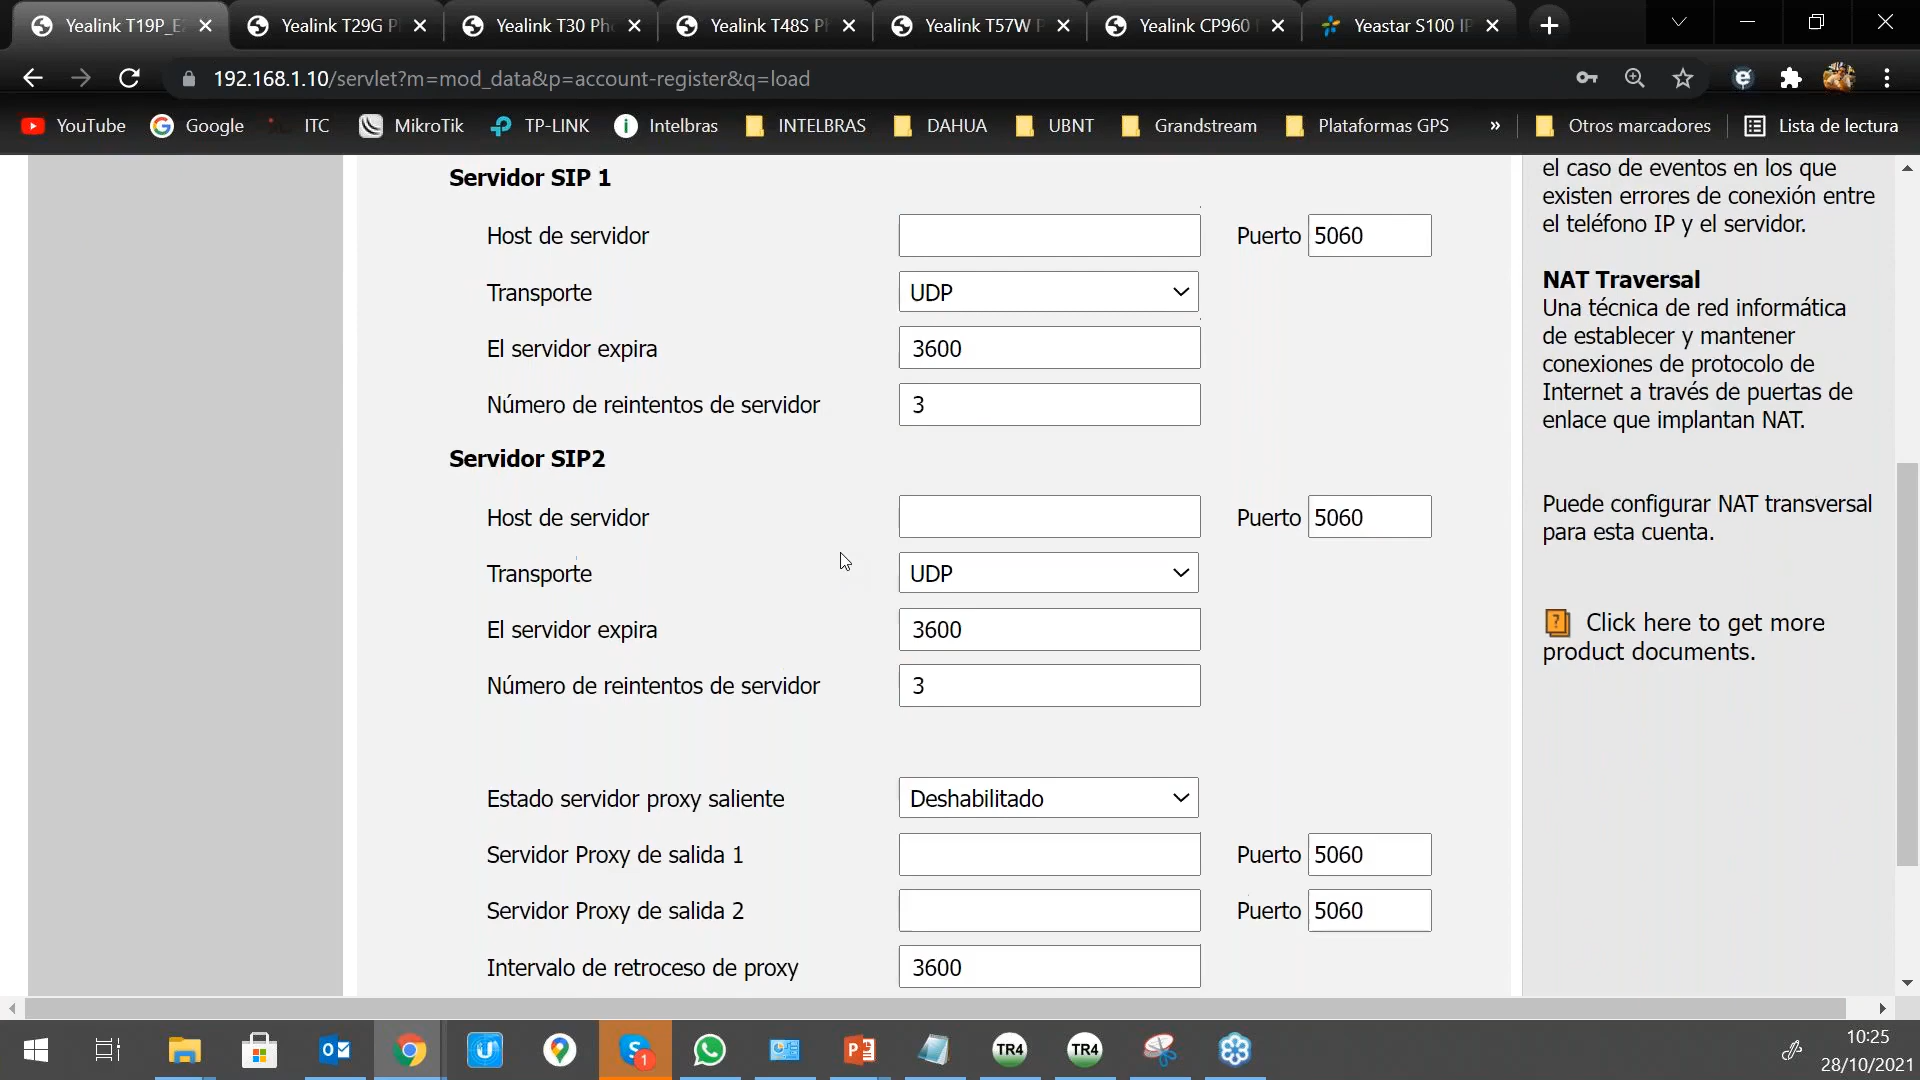 Yealink T19P_E2
Yealink T29G P
Yealink T30 Pho
Yealink T48S Ph
Yealink T57W P
Yealink CP960
Yeastar S100 IP
192.168.1.10/servlet?m=mod_data&p=account-register&q=load
YouTube
Google
ITC
MikroTik
TP-LINK
Intelbras
INTELBRAS
DAHUA
UBNT
Grandstream
Plataformas GPS
»
Otros marcadores
Lista de lectura
Servidor SIP 1
Host de servidor
Puerto 5060
Transporte UDP
El servidor expira 3600
Número de reintentos de servidor 3
Servidor SIP2
Host de servidor
Puerto 5060
Transporte UDP
El servidor expira 3600
Número de reintentos de servidor 3
Estado servidor proxy saliente Deshabilitado
Servidor Proxy de salida 1
Puerto 5060
Servidor Proxy de salida 2
Puerto 5060
Intervalo de retroceso de proxy 3600
el caso de eventos en los que
existen errores de conexión entre
el teléfono IP y el servidor.
NAT Traversal
Una técnica de red informática
de establecer y mantener
conexiones de protocolo de
Internet a través de puertas de
enlace que implantan NAT.
Puede configurar NAT transversal
para esta cuenta.
Click here to get more
product documents.
1
TR4
TR4
10:25
28/10/2021